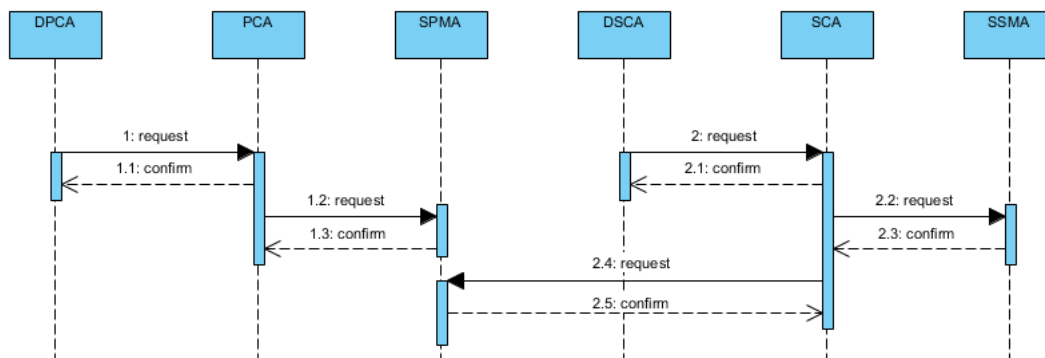 DPCA
PCA
SPMA
DSCA
SCA
SSMA
1: request
2: request
1.1: confirm
2.1: confirm
1.2: request
2.2: request
1.3: confirm
2.3: confirm
2.4: request
2.5: confirm